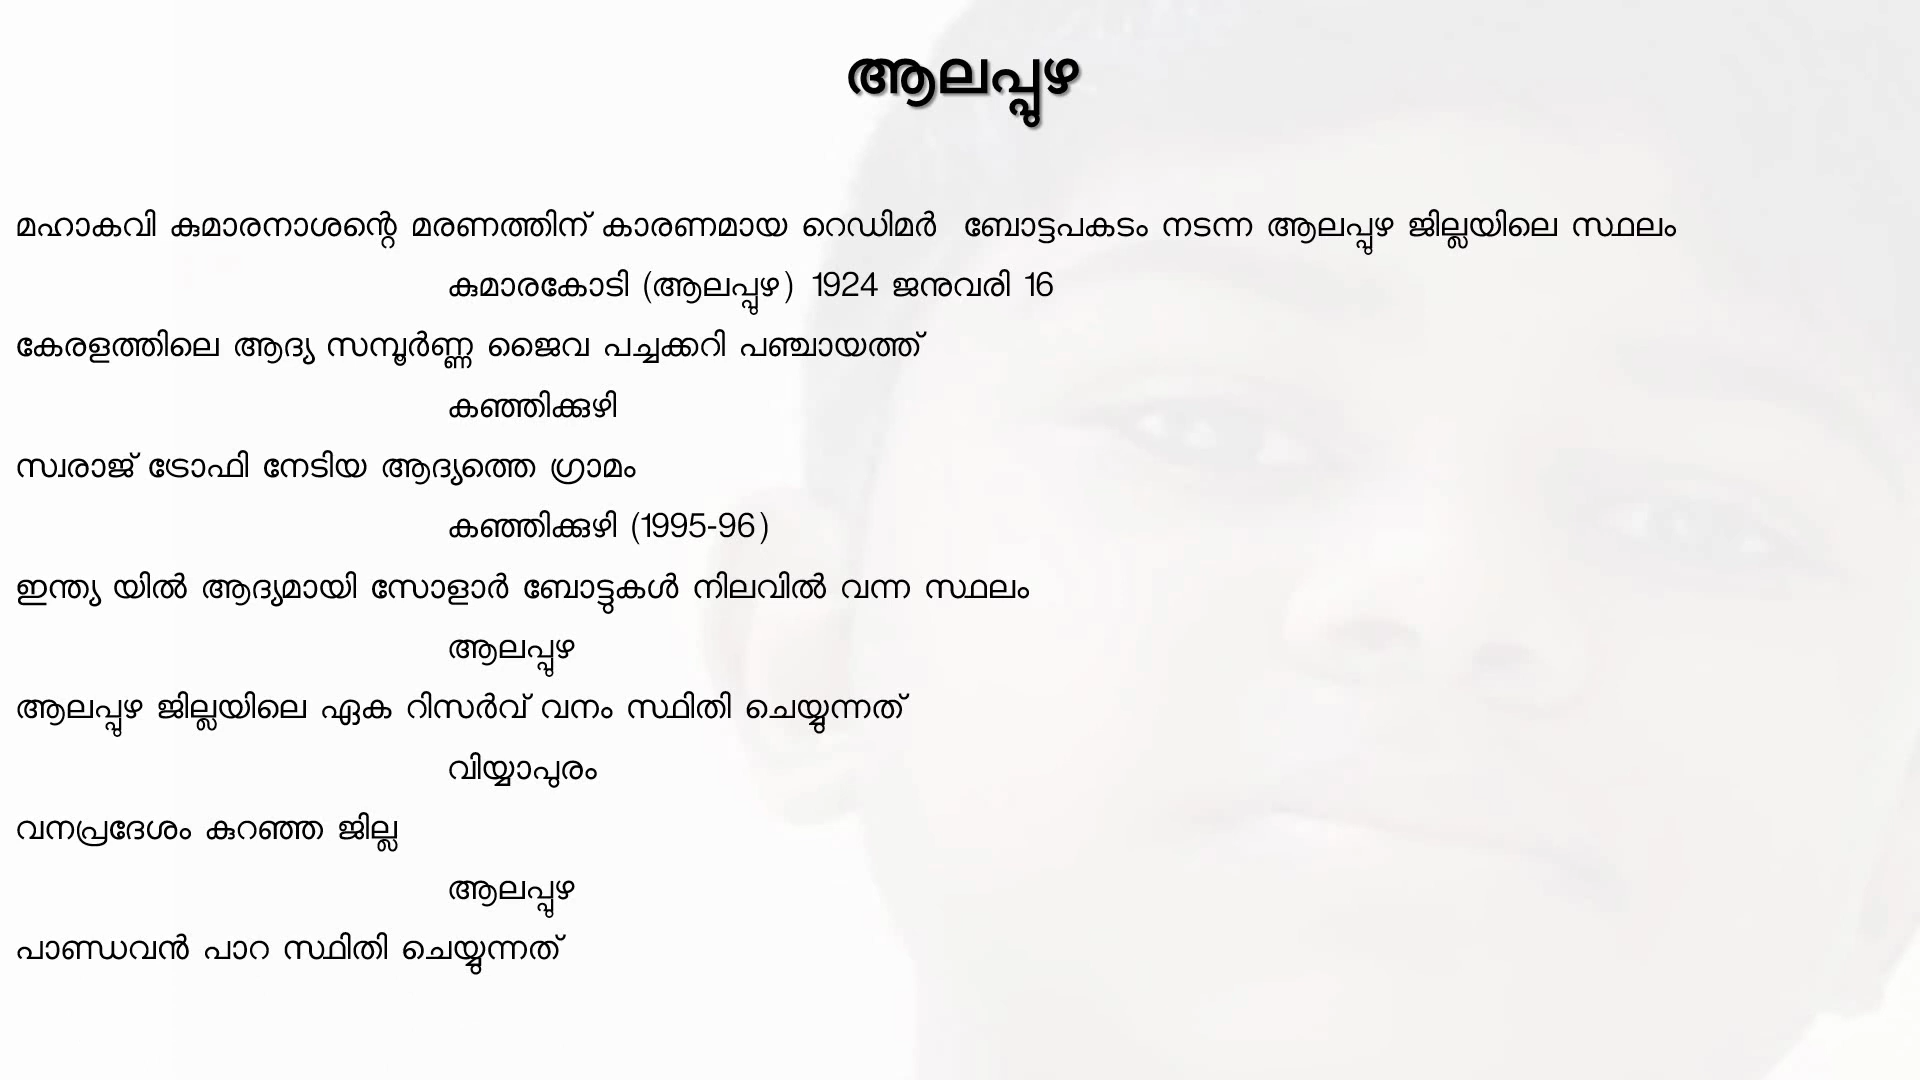 ആലപ്പുഴ
മഹാകവി കുമാരനാശന്റെ മരണത്തിന് കാരണമായ റെഡിമർ ബോട്ടപകടം നടന്ന ആലപ്പുഴ ജില്ലയിലെ സ്ഥലം
കുമാരകോടി (ആലപ്പുഴ) 1924 ജനുവരി 16
കേരളത്തിലെ ആദ്യ സമ്പൂർണ്ണ ജൈവ പച്ചക്കറി പഞ്ചായത്ത്
കഞ്ഞിക്കുഴി
സ്വരാജ് ട്രോഫി നേടിയ ആദ്യത്തെ ഗ്രാമം
കഞ്ഞിക്കുഴി (1995-96)
ഇന്ത്യ യിൽ ആദ്യമായി സോളാർ ബോട്ടുകൾ നിലവിൽ വന്ന സ്ഥലം
ആലപ്പുഴ
ആലപ്പുഴ ജില്ലയിലെ ഏക റിസർവ് വനം സ്ഥിതി ചെയ്യുന്നത്
വിയ്യാപുരം
വനപ്രദേശം കുറഞ്ഞ ജില്ല
ആലപ്പുഴ
പാണ്ഡവൻ പാറ സ്ഥിതി ചെയ്യുന്നത്